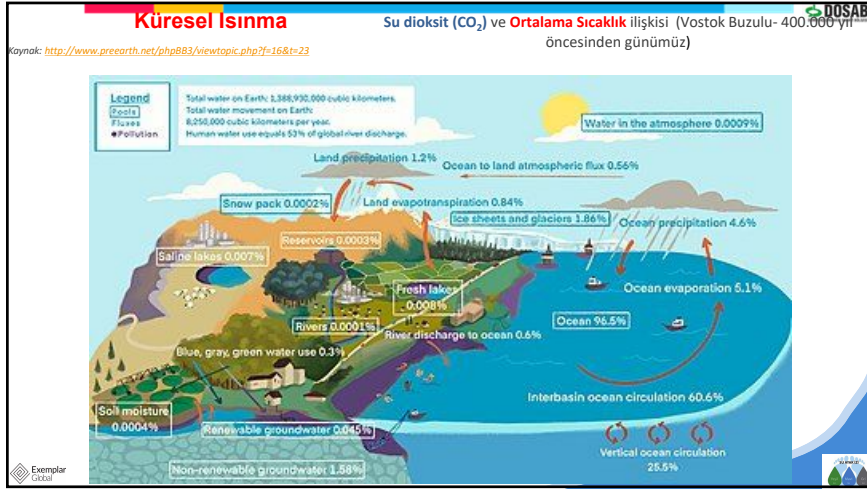 Küresel Isınma
Su dioksit (CO₂) ve Ortalama Sıcaklık ilişkisi (Vostok Buzulu- 400.000 yıl
öncesinden günümüz)
DOSAB
Kaynak: http://www.preearth.net/phpBB3/viewtopic.php?f=16&t=23
Legend
Pools
Fluxes
Pollution
Total water on Earth: 1,388,930,000 cubic kilometers.
Total water movement on Earth:
8,250,000 cubic kilometers per year.
Human water use equals 53% of global river discharge.
Water in the atmosphere 0.0009%
Land precipitation 1.2%
Ocean to land atmospheric flux 0.56%
Snow pack 0.0002%
Land evapotranspiration 0.84%
Ice sheets and glaciers 1.86%
Ocean precipitation 4.6%
Reservoirs 0.0003%
Saline lakes 0.007%
Fresh lakes
0.008%
Ocean evaporation 5.1%
Rivers 0.0001%
River discharge to ocean 0.6%
Ocean 96.5%
Blue, gray, green water use 0.3%
Interbasin ocean circulation 60.6%
Soil moisture
0.0004%
Renewable groundwater 0.045%
Vertical ocean circulation
25.5%
Non-renewable groundwater 1.58%
Exemplar
Global